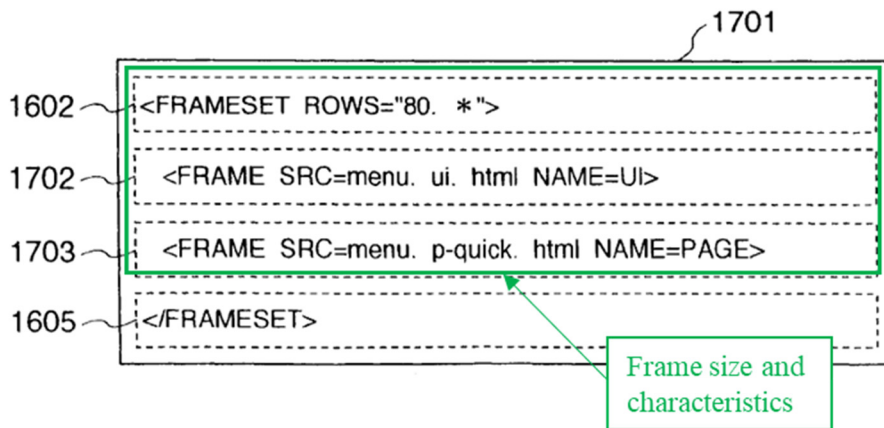 1701
1602 <FRAMESET ROWS="80. *">
1702 <FRAME SRC=menu. ui. html NAME=UI>
1703 <FRAME SRC=menu. p-quick. html NAME=PAGE>
1605 </FRAMESET>
Frame size and
characteristics